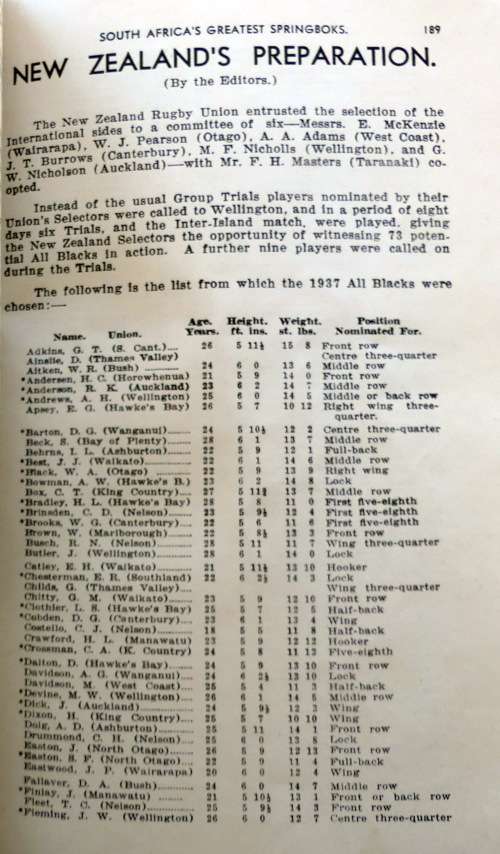 SOUTH AFRICA'S GREATEST SPRINGBOKS. 189
NEW ZEALAND'S PREPARATION.
(By the Editors.)
The New Zealand Rugby Union entrusted the selection of the
International sides to a committee of six—Messrs. E. McKenzie
(Wairarapa), W. J. Pearson (Otago), A. A. Adams (West Coast),
J. T. Burrows (Canterbury), M. F. Nicholls (Wellington), and G.
W. Nicholson (Auckland)—with Mr. F. H. Masters (Taranaki) co-
opted.
Instead of the usual Group Trials players nominated by their
Union's Selectors were called to Wellington, and in a period of eight
days six Trials, and the Inter-Island match, were played, giving
the New Zealand Selectors the opportunity of witnessing 73 poten-
tial All Blacks in action. A further nine players were called on
during the Trials.
The following is the list from which the 1937 All Blacks were
chosen:—
Age. Height. Weight. Position
Name. Union. Years. ft. ins. st. lbs. Nominated For.
Adkins, G. T. (S. Cant.).... 26 5 11½ 15 8 Front row
Ainslie, D. (Thames Valley) Centre three-quarter
Aitken, W. R. (Bush) ........ 24 6 0 13 6 Middle row
*Andersen, H. C. (Horowhenua) 21 5 9 14 0 Front row
*Anderson, R. K. (Auckland) 23 6 2 14 7 Middle row
*Andrews, A. H. (Wellington) 25 6 0 14 5 Middle or back row
Apsey, E. G. (Hawke's Bay) 26 5 7 10 12 Right wing three-
quarter.
*Barton, D. G. (Wanganui)........ 24 5 10½ 12 2 Centre three-quarter
Beck, S. (Bay of Plenty)........ 28 6 1 13 7 Middle row
Behrns, L. L. (Ashburton)........ 22 5 9 12 1 Full-back
*Best, J. J. (Waikato)........ 22 6 1 14 6 Middle row
*Black, W. A. (Otago) ........ 22 5 9 13 9 Right wing
*Bowman, A. W. (Hawke's B.) 23 6 2 14 8 Lock
Box, C. T. (King Country).... 27 5 11¾ 13 7 Middle row
*Bradley, H. L. (Hawke's Bay) 28 5 8 11 0 First five-eighth
*Brinsden, C. D. (Nelson)........ 23 5 9½ 12 4 First five-eighth
*Brooks, W. G. (Canterbury).... 22 5 6 11 6 First five-eighth
Brown, W. (Marlborough)........ 22 5 8½ 13 3 Front row
Busch, R. N. (Nelson)........ 28 5 11 11 7 Wing three-quarter
Butler, J. (Wellington)........ 28 6 1 14 0 Lock
Catley, E. H. (Waikato)........ 21 5 11½ 13 10 Hooker
*Chesterman, E. R. (Southland) 22 6 2½ 14 3 Lock
Childs, G. (Thames Valley).... Wing three-quarter
Chitty, G. M. (Waikato)........ 23 5 9 12 10 Front row
*Clothier, L. S. (Hawke's Bay) 25 5 7 12 5 Half-back
*Cobden, D. G. (Canterbury).... 23 6 1 13 4 Wing
Costello, C. J. (Nelson)........ 18 5 5 11 8 Half-back
Crawford, H. L. (Manawatu) 23 5 9 12 12 Hooker
*Crossman, C. A. (K. Country) 24 5 8 11 12 Five-eighth
*Dalton, D. (Hawke's Bay)........ 24 5 9 13 10 Front row
Davidson, A. G. (Wanganui).... 24 6 2½ 13 10 Lock
Davidson, M. (West Coast).... 25 5 4 11 3 Half-back
*Devine, M. W. (Wellington).... 26 6 1 14 5 Middle row
*Dick, J. (Auckland)........ 24 5 9½ 12 3 Wing
*Dixon, H. (King Country).... 25 5 7 10 10 Wing
Doig, A. D. (Ashburton)........ 25 5 11 14 1 Front row
Drummond, C. H. (Nelson).... 25 6 0 13 8 Lock
Easton, J. (North Otago)........ 26 5 9 12 13 Front row
*Easton, S. F. (North Otago).... 22 5 9 11 4 Full-back
Eastwood, J. P. (Wairarapa) 20 6 0 12 4 Wing
Fallaver, D. A. (Bush)........ 24 6 0 14 7 Middle row
*Finlay, J. (Manawatu) ........ 21 5 10½ 13 1 Front or back row
Fleet, T. C. (Nelson)........ 25 5 9½ 14 3 Front row
*Fleming, J. W. (Wellington) 26 6 0 12 7 Centre three-quarter